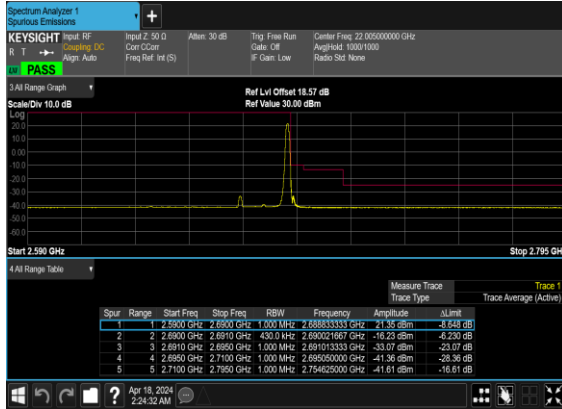 Spectrum Analyzer 1
Spurious Emissions
KEYSIGHT Input: RF Input Z: 50 Ω Atten: 30 dB Trig: Free Run Center Freq: 22.005000000 GHz
R T Coupling: DC Corr CCorr Gate: Off Avg|Hold: 1000/1000
Align: Auto Freq Ref: Int (S) IF Gain: Low Radio Std: None
PASS
3 All Range Graph
Ref Lvl Offset 18.57 dB
Scale/Div 10.0 dB Ref Value 30.00 dBm
Log
20.0
10.0
0.00
-10.0
-20.0
-30.0
-40.0
-50.0
-60.0
Start 2.590 GHz Stop 2.795 GH
4 All Range Table
Measure Trace Trace 1
Trace Type Trace Average (Active)
Spur Range Start Freq Stop Freq RBW Frequency Amplitude ΔLimit
1 1 2.5900 GHz 2.6900 GHz 1.000 MHz 2.688833333 GHz 21.35 dBm -8.648 dB
2 2 2.6900 GHz 2.6910 GHz 430.0 kHz 2.690021667 GHz -16.23 dBm -6.230 dB
3 3 2.6910 GHz 2.6950 GHz 1.000 MHz 2.691013333 GHz -33.07 dBm -23.07 dB
4 4 2.6950 GHz 2.7100 GHz 1.000 MHz 2.695050000 GHz -41.36 dBm -28.36 dB
5 5 2.7100 GHz 2.7950 GHz 1.000 MHz 2.754625000 GHz -41.61 dBm -16.61 dB
Apr 18, 2024
2:24:32 AM